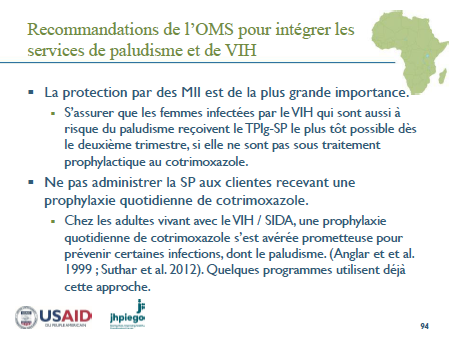 Recommandations de l’OMS pour intégrer les
services de paludisme et de VIH
▪ La protection par des MII est de la plus grande importance.
▪ S’assurer que les femmes infectées par le VIH qui sont aussi à
risque du paludisme reçoivent le TPIg-SP le plus tôt possible dès
le deuxième trimestre, si elle ne sont pas sous traitement
prophylactique au cotrimoxazole.
▪ Ne pas administrer la SP aux clientes recevant une
prophylaxie quotidienne de cotrimoxazole.
▪ Chez les adultes vivant avec le VIH / SIDA, une prophylaxie
quotidienne de cotrimoxazole s’est avérée prometteuse pour
prévenir certaines infections, dont le paludisme. (Anglar et et al.
1999 ; Suthar et al. 2012). Quelques programmes utilisent déjà
cette approche.
USAID
jhpiego
94